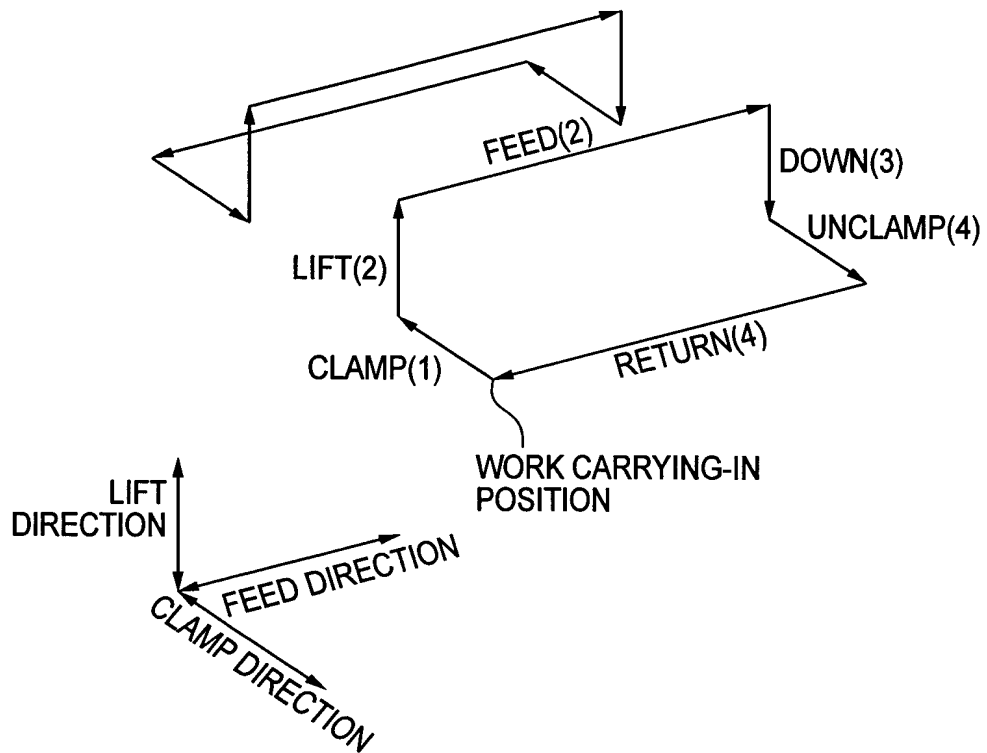 FEED(2)
DOWN(3)
UNCLAMP(4)
LIFT(2)
CLAMP(1)
RETURN(4)
WORK CARRYING-IN
POSITION
LIFT
DIRECTION
FEED DIRECTION
CLAMP DIRECTION